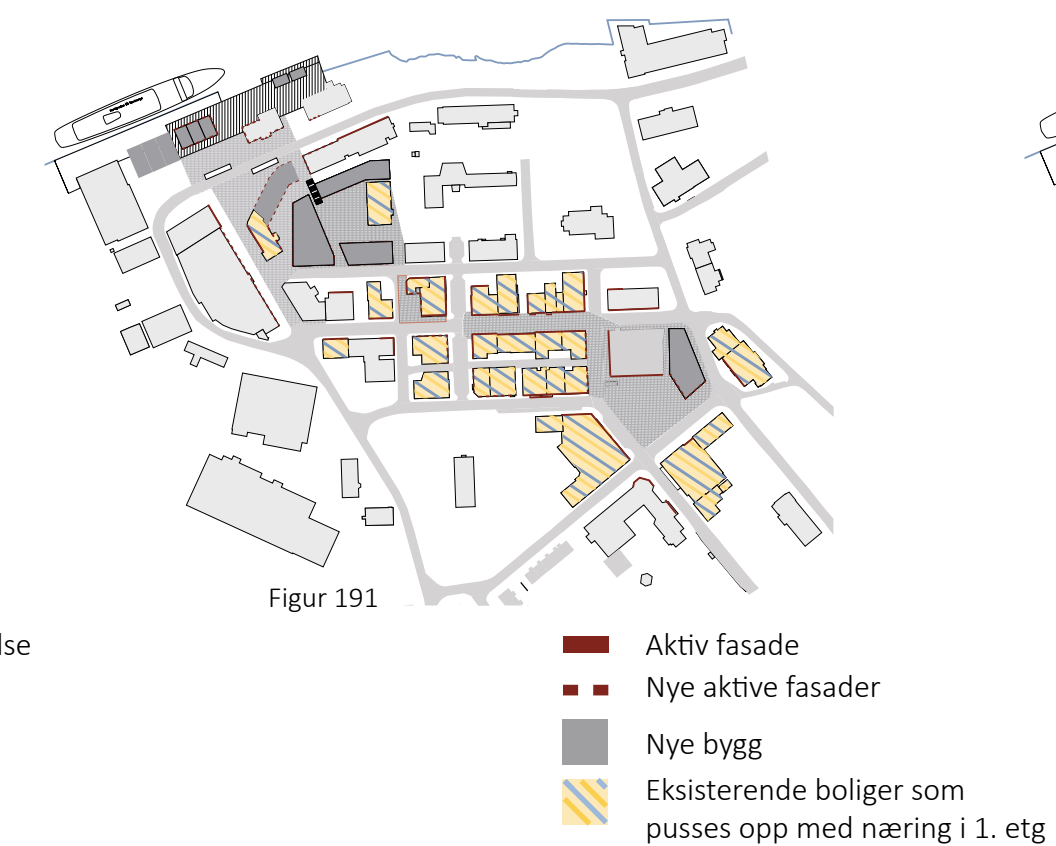 Figur 191
lse
Aktiv fasade
Nye aktive fasader
Nye bygg
Eksisterende boliger som
pusses opp med næring i 1. etg